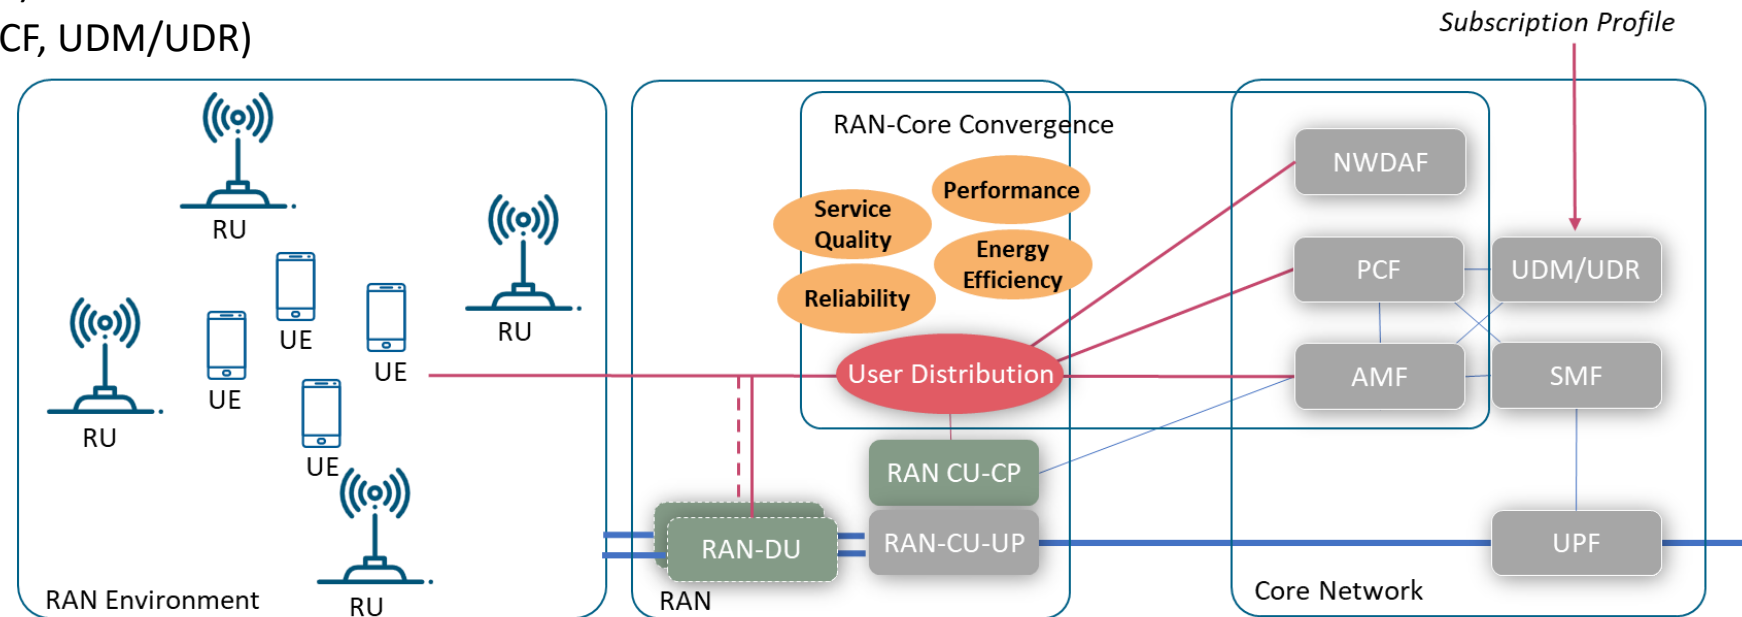 CF, UDM/UDR)
Subscription Profile
RAN-Core Convergence
NWDAF
Performance
Service
Quality
Energy
Efficiency
Reliability
PCF
UDM/UDR
User Distribution
AMF
SMF
RAN CU-CP
RAN-DU
RAN-CU-UP
UPF
RU
RU
UE
UE
UE
RU
UE
RU
RAN Environment
RAN
Core Network